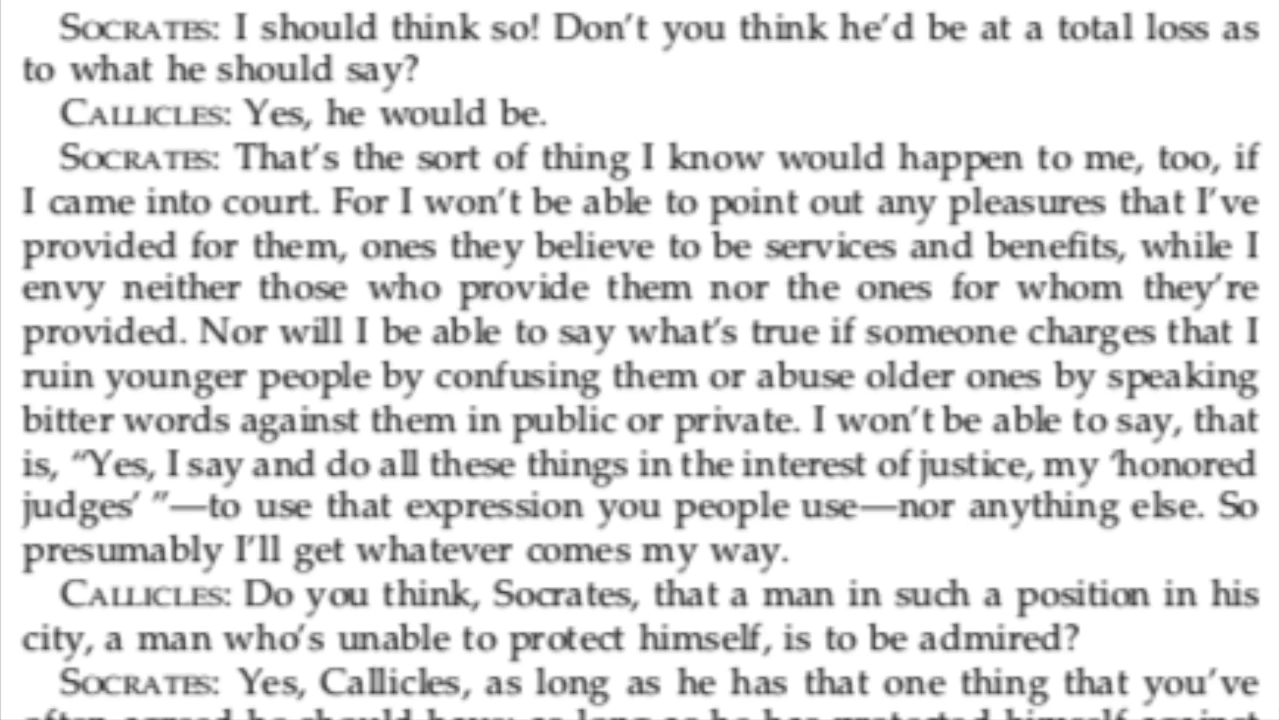 SOCRATES: I should think so! Don't you think he'd be at a total loss as
to what he should say?
CALLICLES: Yes, he would be.
SOCRATES: That's the sort of thing I know would happen to me, too, if
I came into court. For I won't be able to point out any pleasures that I've
provided for them, ones they believe to be services and benefits, while I
envy neither those who provide them nor the ones for whom they're
provided. Nor will I be able to say what's true if someone charges that I
ruin younger people by confusing them or abuse older ones by speaking
bitter words against them in public or private. I won't be able to say, that
is, “Yes, I say and do all these things in the interest of justice, my ‘honored
judges’ ”—to use that expression you people use—nor anything else. So
presumably I'll get whatever comes my way.
CALLICLES: Do you think, Socrates, that a man in such a position in his
city, a man who's unable to protect himself, is to be admired?
SOCRATES: Yes, Callicles, as long as he has that one thing that you've